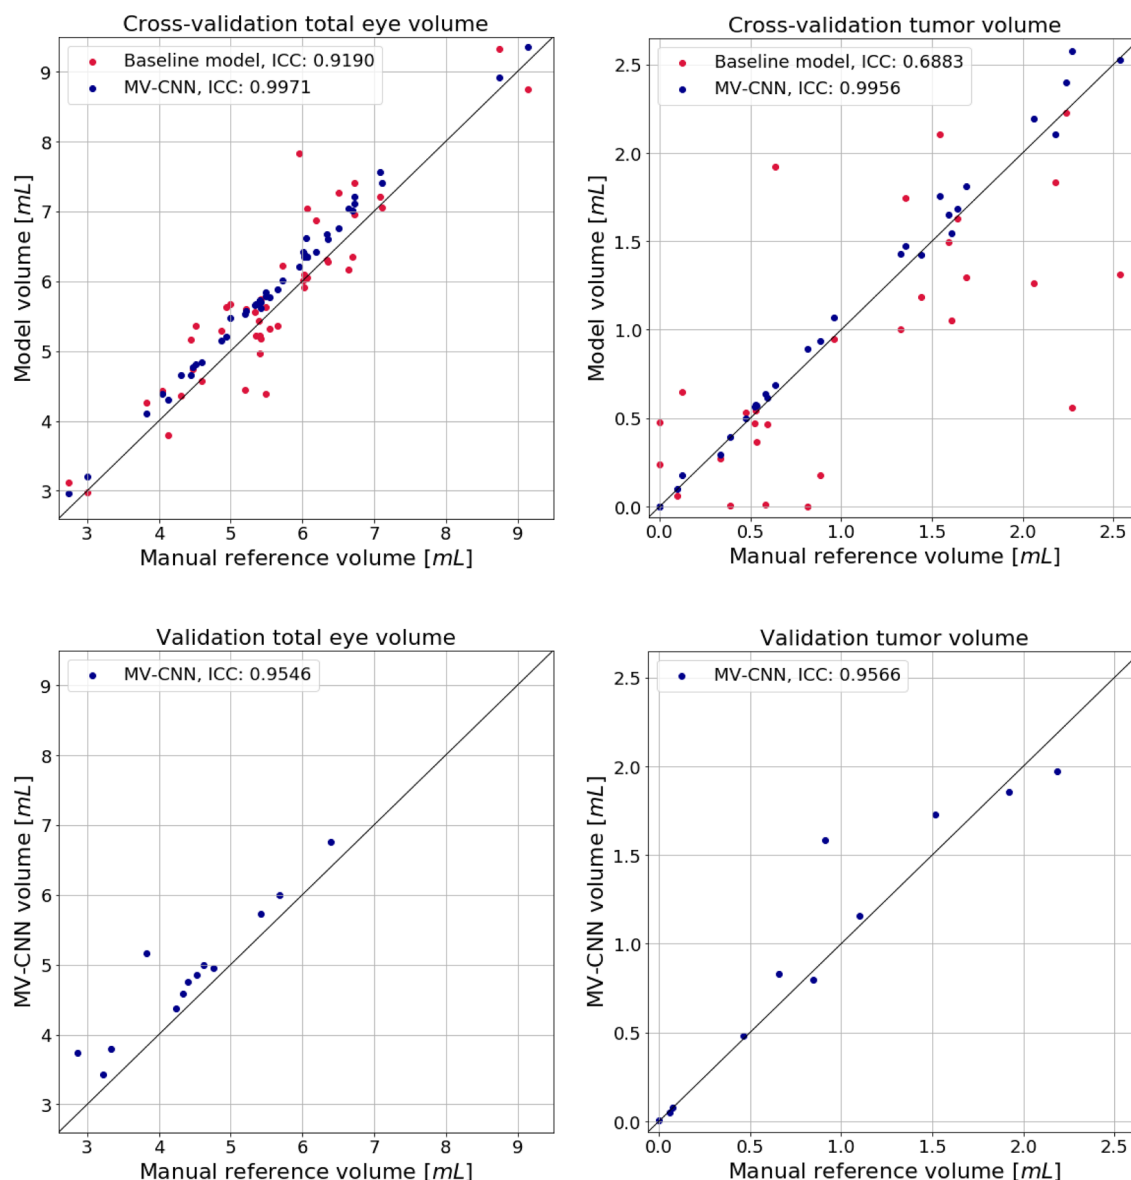 Cross-validation total eye volume
Baseline model, ICC: 0.9190
MV-CNN, ICC: 0.9971
Model volume [mL]
9
8
7
6
5
4
3
3 4 5 6 7 8 9
Manual reference volume [mL]
Cross-validation tumor volume
Baseline model, ICC: 0.6883
MV-CNN, ICC: 0.9956
Model volume [mL]
2.5
2.0
1.5
1.0
0.5
0.0
0.0 0.5 1.0 1.5 2.0 2.5
Manual reference volume [mL]
Validation total eye volume
MV-CNN, ICC: 0.9546
MV-CNN volume [mL]
9
8
7
6
5
4
3
3 4 5 6 7 8 9
Manual reference volume [mL]
Validation tumor volume
MV-CNN, ICC: 0.9566
MV-CNN volume [mL]
2.5
2.0
1.5
1.0
0.5
0.0
0.0 0.5 1.0 1.5 2.0 2.5
Manual reference volume [mL]